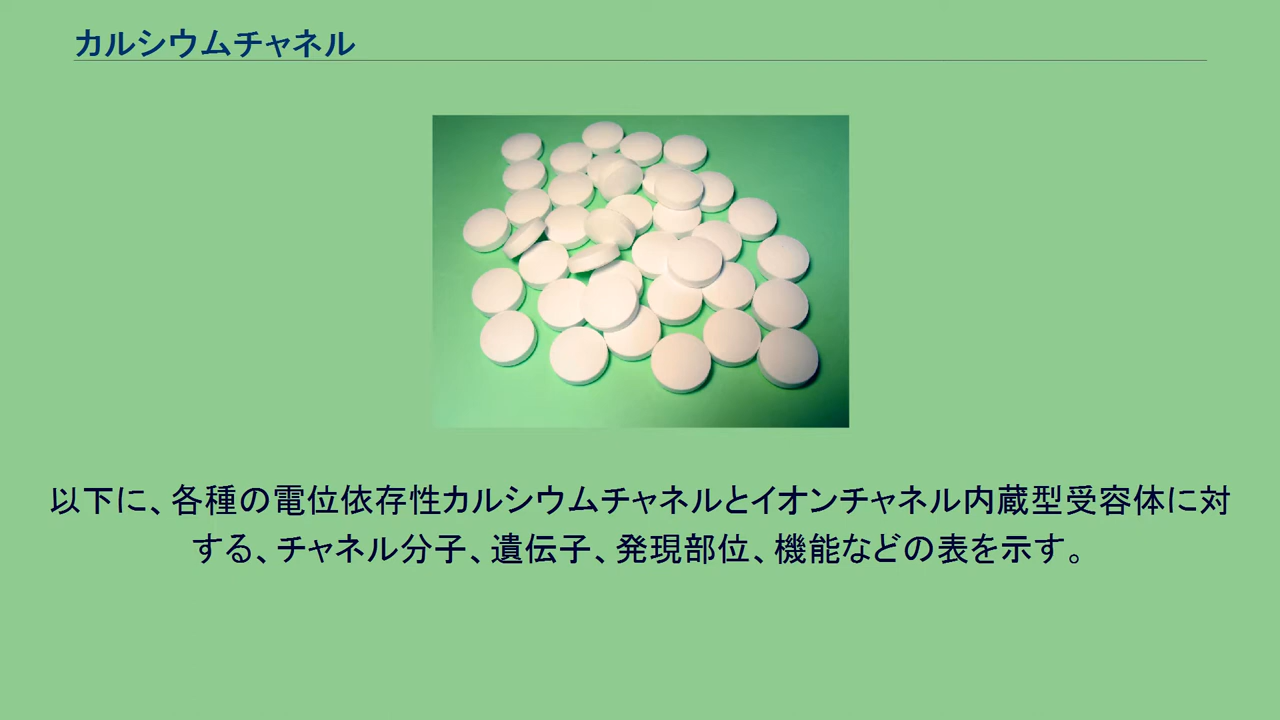 カルシウムチャネル
以下に、各種の電位依存性カルシウムチャネルとイオンチャネル内蔵型受容体に対
する、チャネル分子、遺伝子、発現部位、機能などの表を示す。